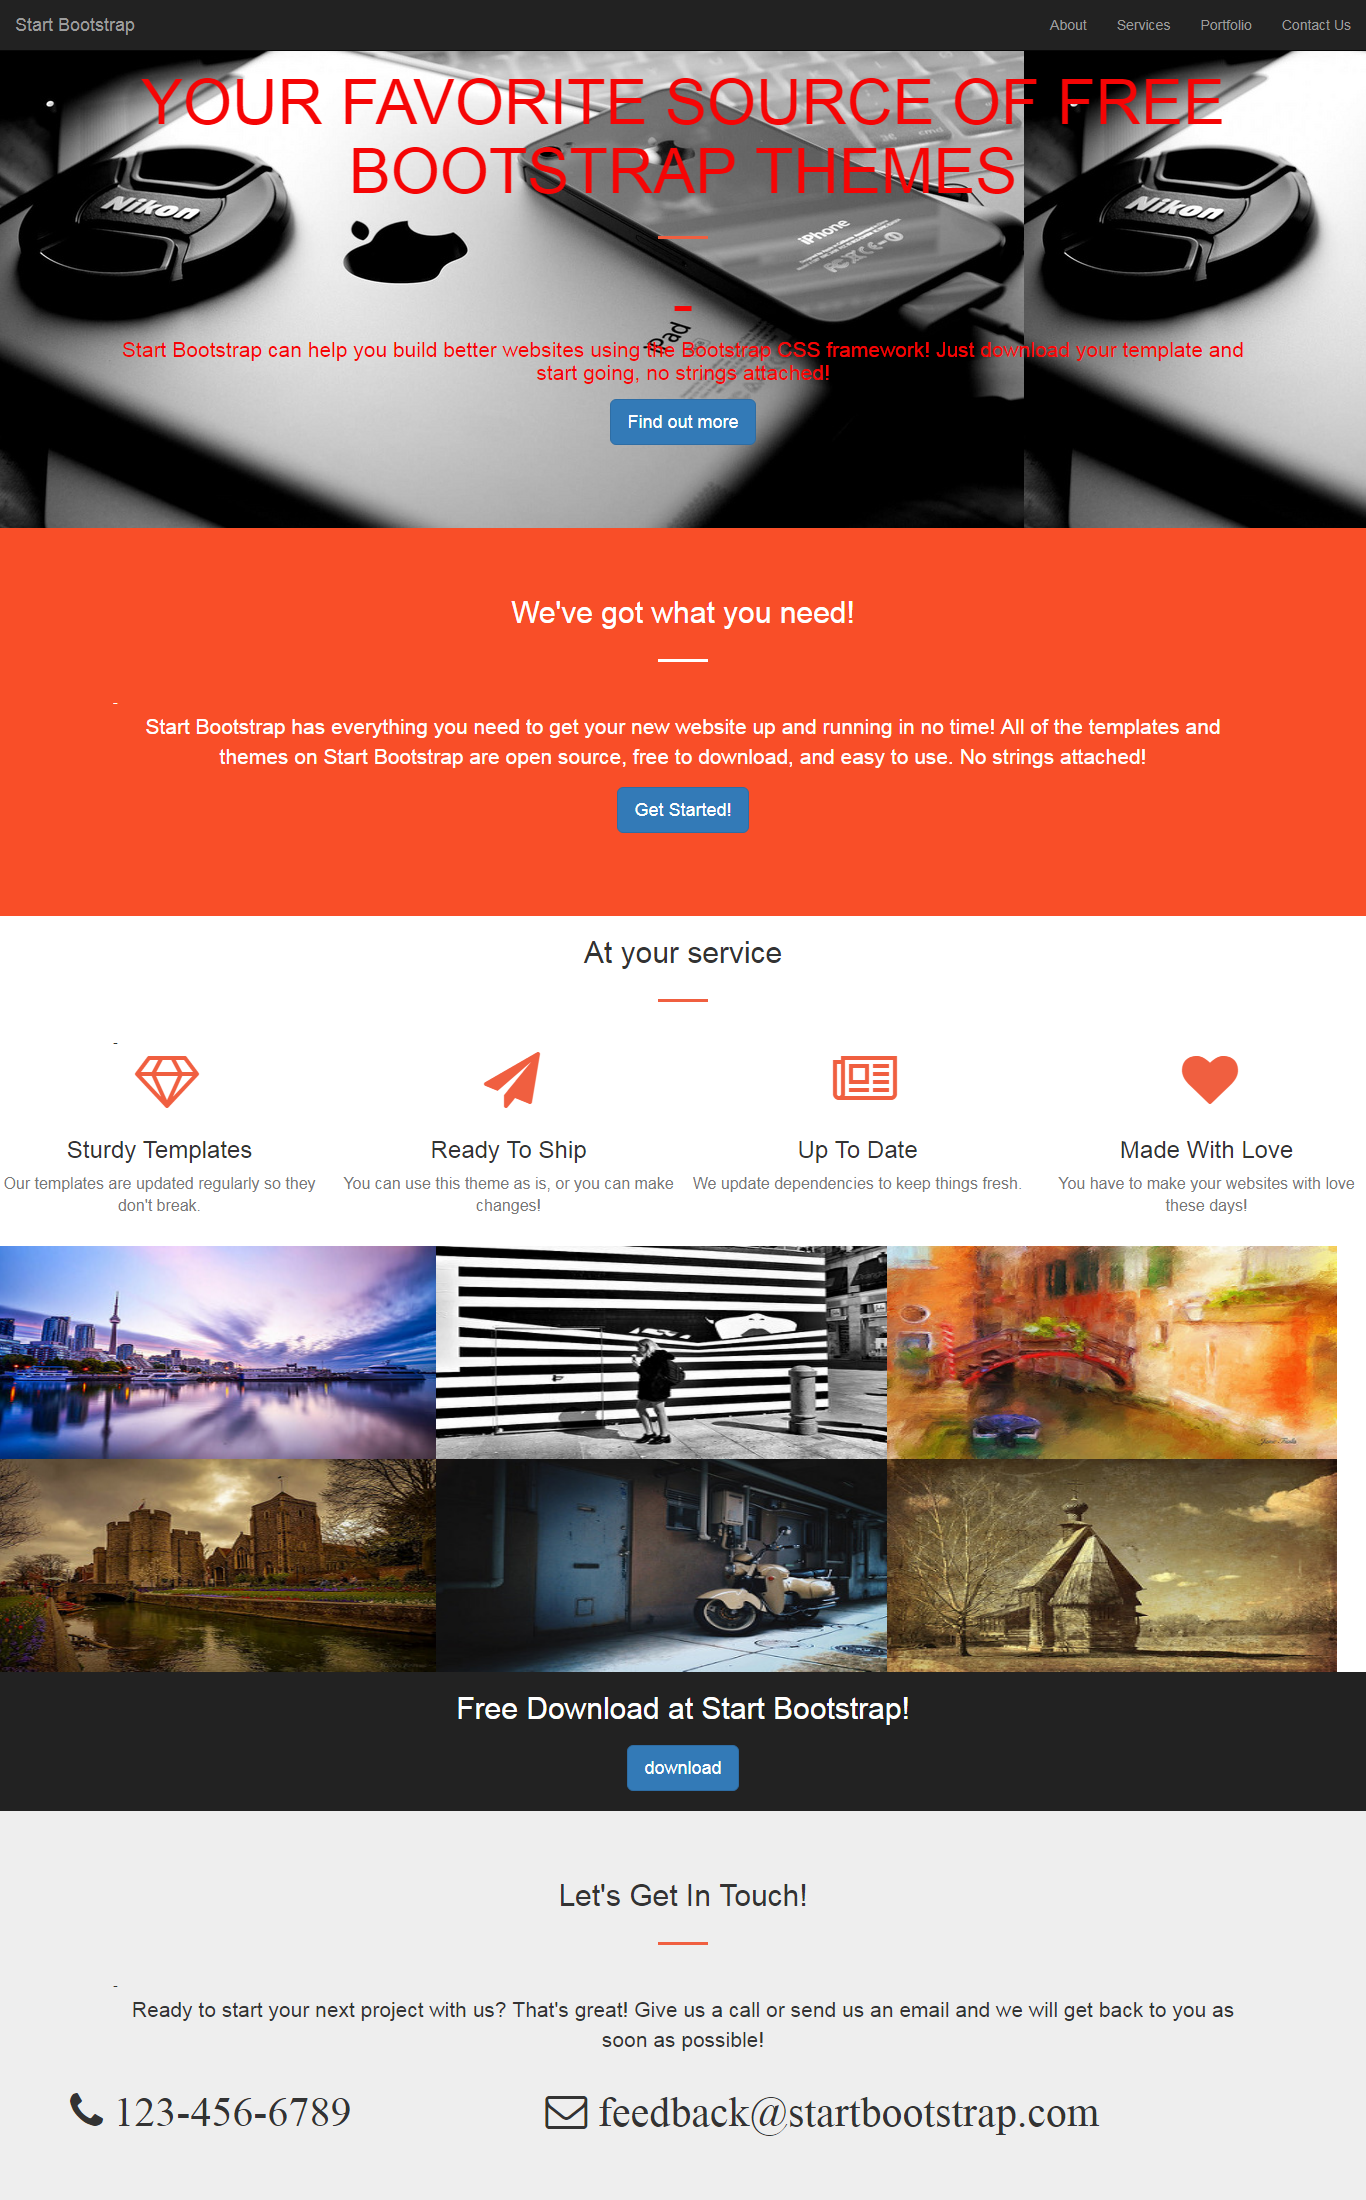 Start Bootstrap
About Services Portfolio Contact Us
YOUR FAVORITE SOURCE OF FREE
BOOTSTRAP THEMES
Nikon
iPhone
Nikon
-
iPad
Start Bootstrap can help you build better websites using the Bootstrap CSS framework! Just download your template and
start going, no strings attached!
Find out more
We've got what you need!
-
Start Bootstrap has everything you need to get your new website up and running in no time! All of the templates and
themes on Start Bootstrap are open source, free to download, and easy to use. No strings attached!
Get Started!
At your service
-
Sturdy Templates
Our templates are updated regularly so they
don't break.
Ready To Ship
You can use this theme as is, or you can make
changes!
Up To Date
We update dependencies to keep things fresh.
Made With Love
You have to make your websites with love
these days!
Free Download at Start Bootstrap!
download
Let's Get In Touch!
-
Ready to start your next project with us? That's great! Give us a call or send us an email and we will get back to you as
soon as possible!
123-456-6789
feedback@startbootstrap.com